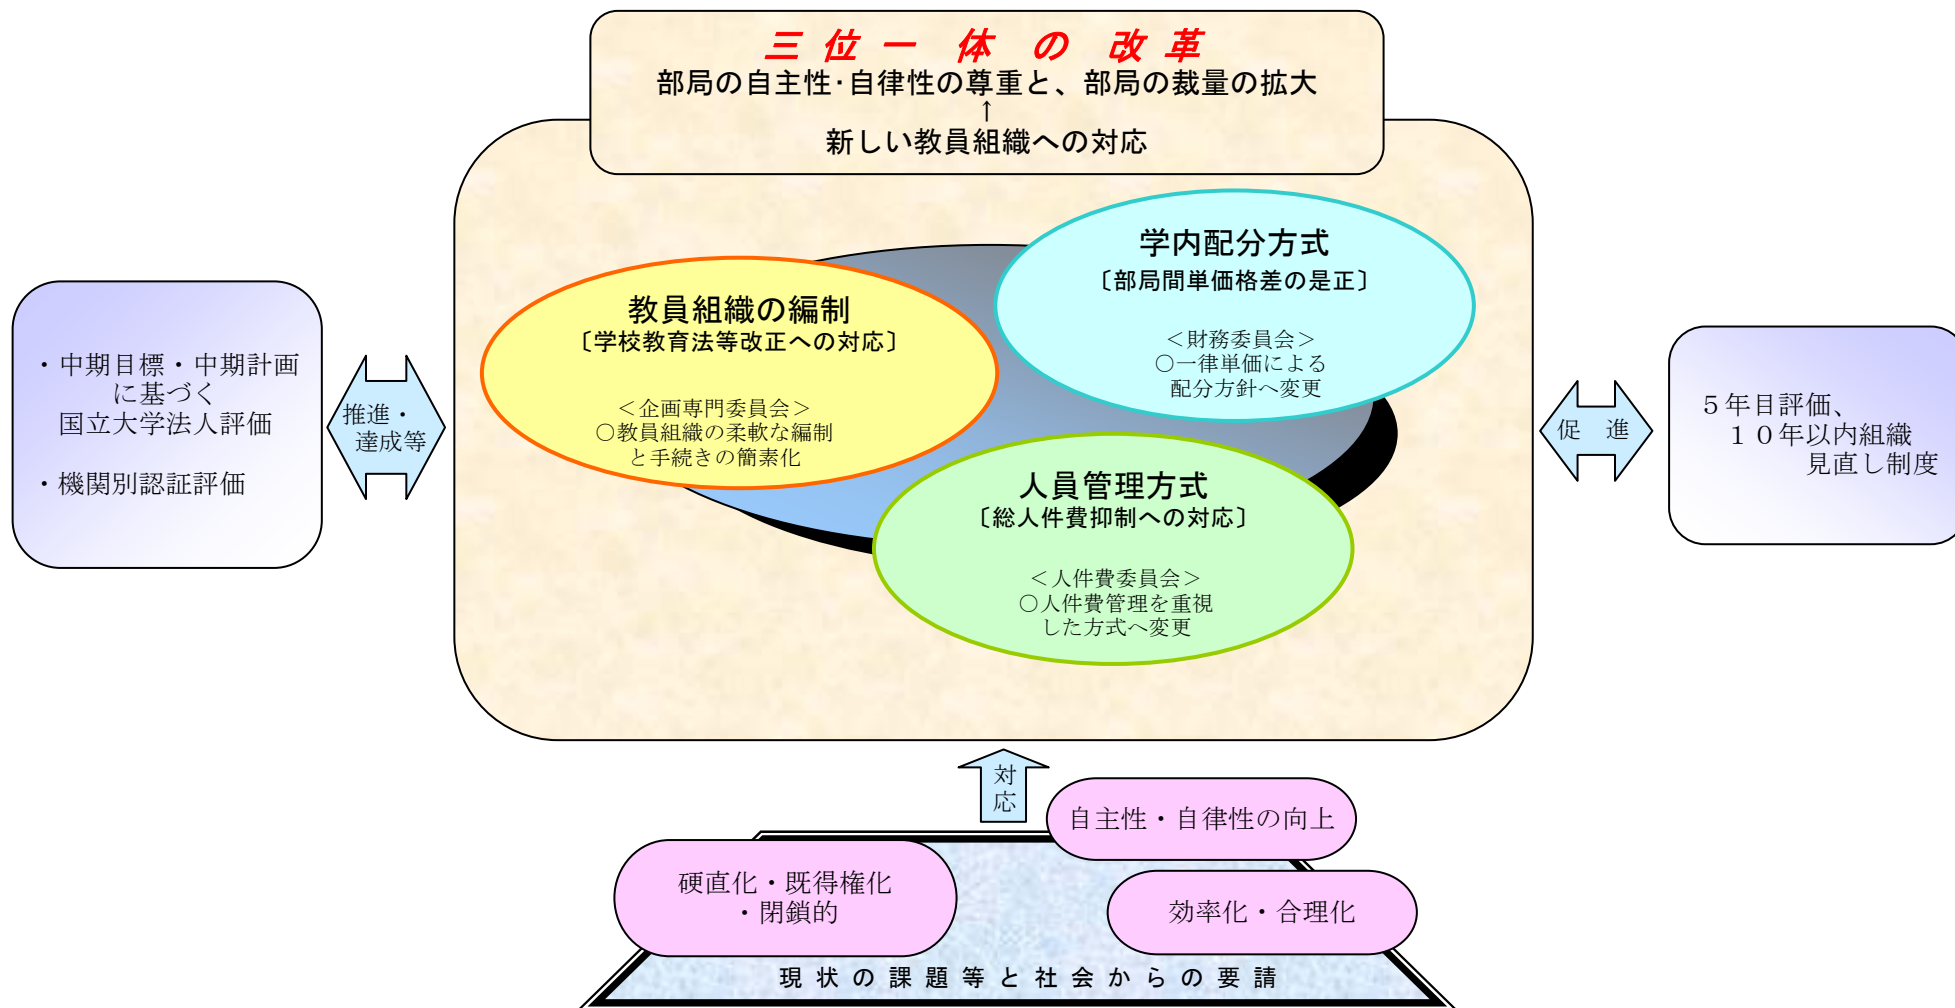 三位一体の改革
部局の自主性･自律性の尊重と、部局の裁量の拡大
↑
新しい教員組織への対応
学内配分方式
〔部局間単価格差の是正〕
＜財務委員会＞
○一律単価による
配分方針へ変更
教員組織の編制
〔学校教育法等改正への対応〕
＜企画専門委員会＞
○教員組織の柔軟な編制
と手続きの簡素化
人員管理方式
〔総人件費抑制への対応〕
＜人件費委員会＞
○人件費管理を重視
した方式へ変更
・中期目標・中期計画
に基づく
国立大学法人評価
・機関別認証評価
推進・
達成等
促　進
５年目評価、
１０年以内組織
見直し制度
対
応
自主性・自律性の向上
硬直化・既得権化
・閉鎖的
効率化・合理化
現状の課題等と社会からの要請